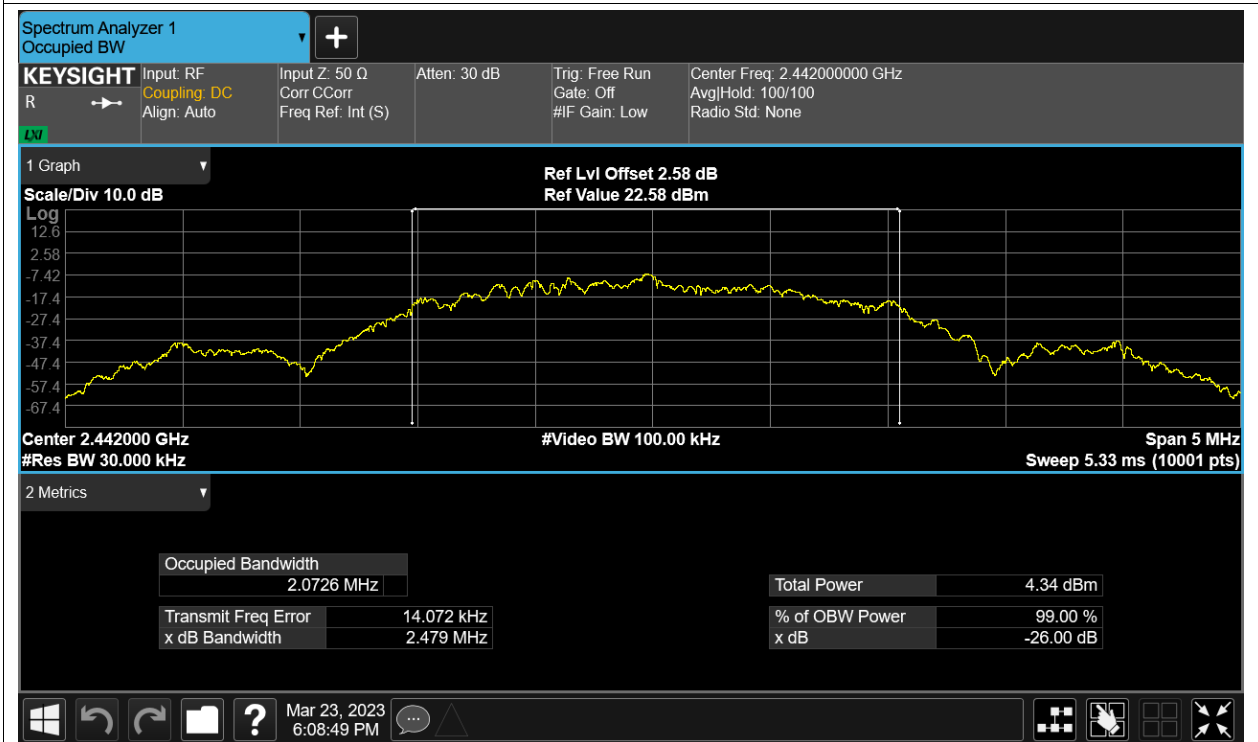 Spectrum Analyzer 1
Occupied BW
KEYSIGHT Input: RF Input Z: 50 Ω Atten: 30 dB Trig: Free Run Center Freq: 2.442000000 GHz
R Coupling: DC Corr CCorr Gate: Off Avg|Hold: 100/100
Align: Auto Freq Ref: Int (S) #IF Gain: Low Radio Std: None
LXI
1 Graph Ref Lvl Offset 2.58 dB
Scale/Div 10.0 dB Ref Value 22.58 dBm
Log
12.6
2.58
-7.42
-17.4
-27.4
-37.4
-47.4
-57.4
-67.4
Center 2.442000 GHz #Video BW 100.00 kHz Span 5 MHz
#Res BW 30.000 kHz Sweep 5.33 ms (10001 pts)
2 Metrics
Occupied Bandwidth
2.0726 MHz Total Power 4.34 dBm
Transmit Freq Error 14.072 kHz % of OBW Power 99.00 %
x dB Bandwidth 2.479 MHz x dB -26.00 dB
? Mar 23, 2023
6:08:49 PM